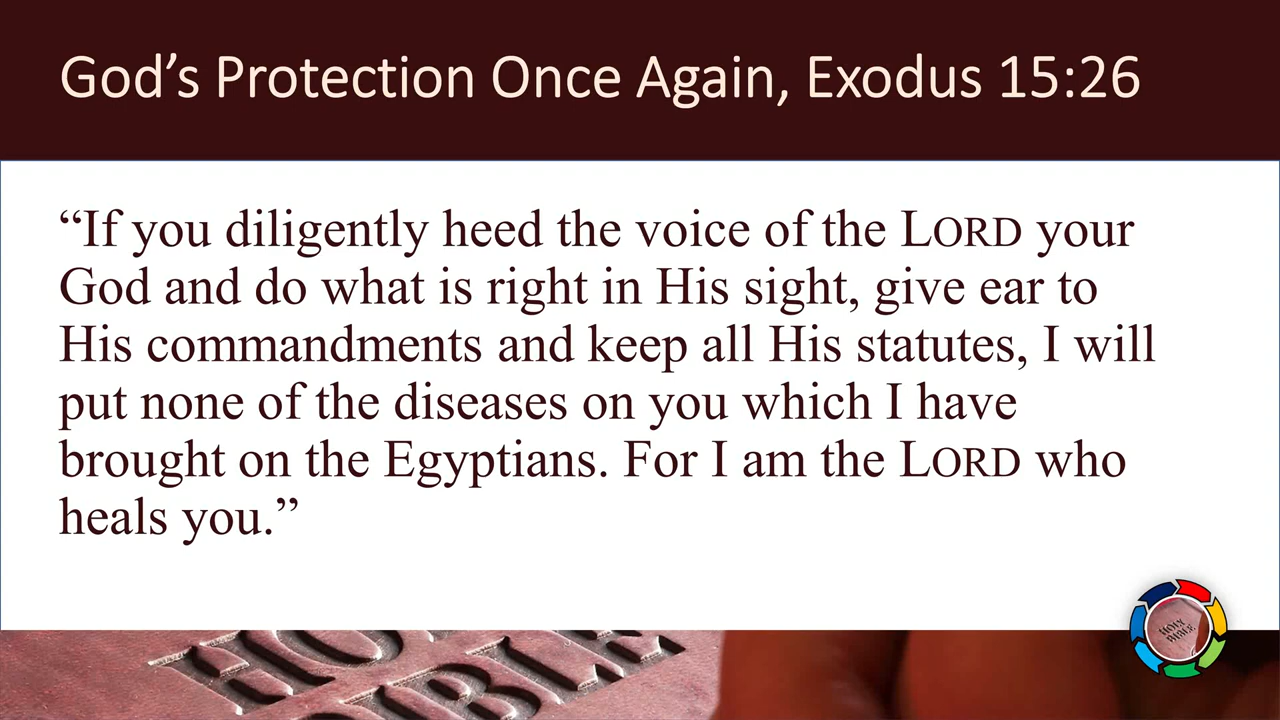 God’s Protection Once Again, Exodus 15:26
“If you diligently heed the voice of the LORD your
God and do what is right in His sight, give ear to
His commandments and keep all His statutes, I will
put none of the diseases on you which I have
brought on the Egyptians. For I am the LORD who
heals you.”
HOLY
BIBLE